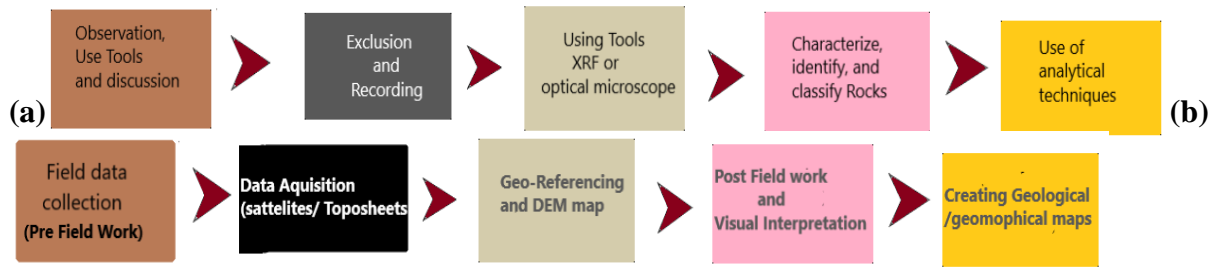 (a)
Observation,
Use Tools
and discussion
Exclusion
and
Recording
Using Tools
XRF or
optical microscope
Characterize,
identify, and
classify Rocks
Use of
analytical
techniques
(b)
Field data
collection
(Pre Field Work)
Data Aquisition
(sattelites/ Toposheets
Geo-Referencing
and DEM map
Post Field work
and
Visual Interpretation
Creating Geological
/geomophical maps